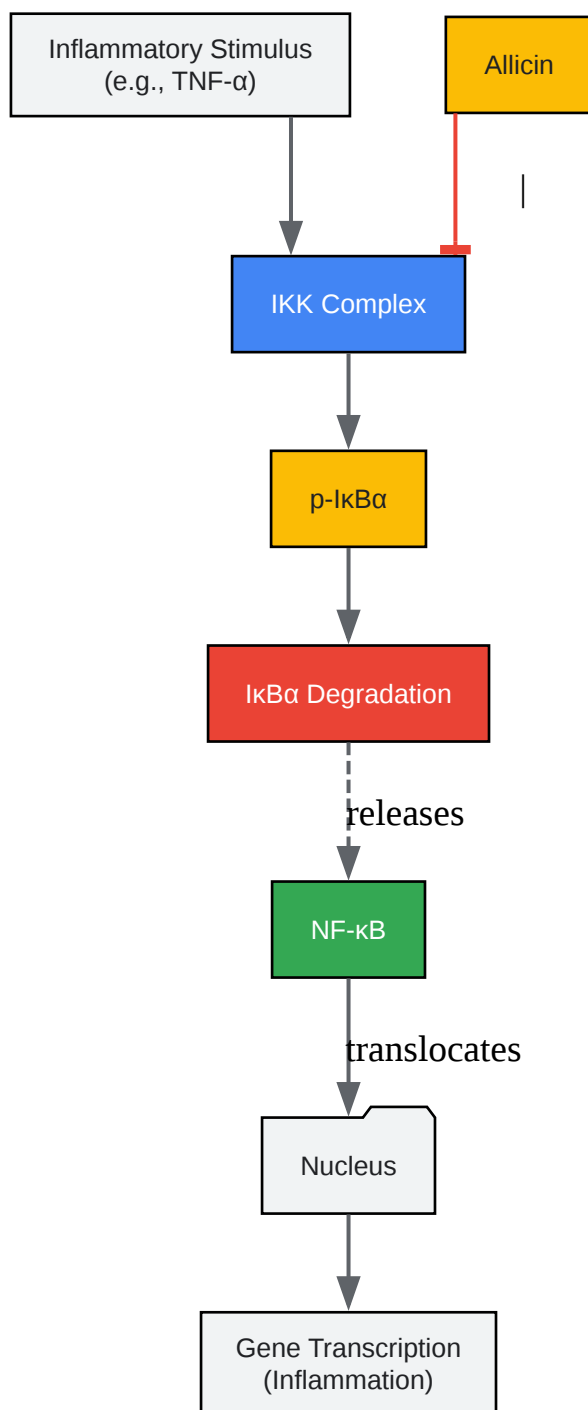 Inflammatory Stimulus
(e.g., TNF-α)
Allicin
|
IKK Complex
p-IκBα
IκBα Degradation
releases
NF-κB
translocates
Nucleus
Gene Transcription
(Inflammation)